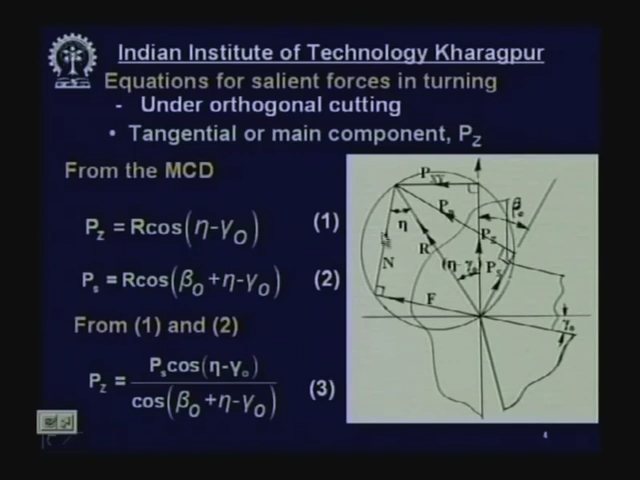 Indian Institute of Technology Kharagpur
Equations for salient forces in turning
- Under orthogonal cutting
• Tangential or main component, P_Z
From the MCD
P_z = Rcos(η-γ_o) (1)
P_s = Rcos(β_o+η-γ_o) (2)
From (1) and (2)
P_z = P_s cos(η-γ_o) / cos(β_o+η-γ_o) (3)
P_XY
P_n
β_o
η
P_Z
R
N
(η-γ_o)
P_S
F
γ_o
4